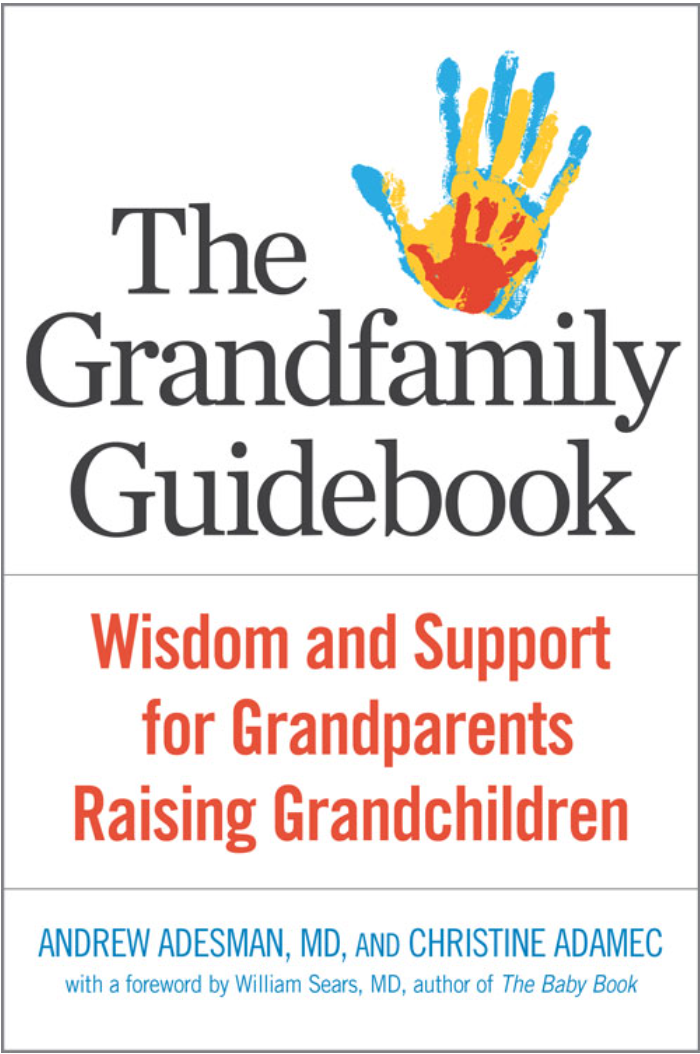 The
Grandfamily
Guidebook
Wisdom and Support
for Grandparents
Raising Grandchildren
ANDREW ADESMAN, MD, AND CHRISTINE ADAMEC
with a foreword by William Sears, MD, author of The Baby Book